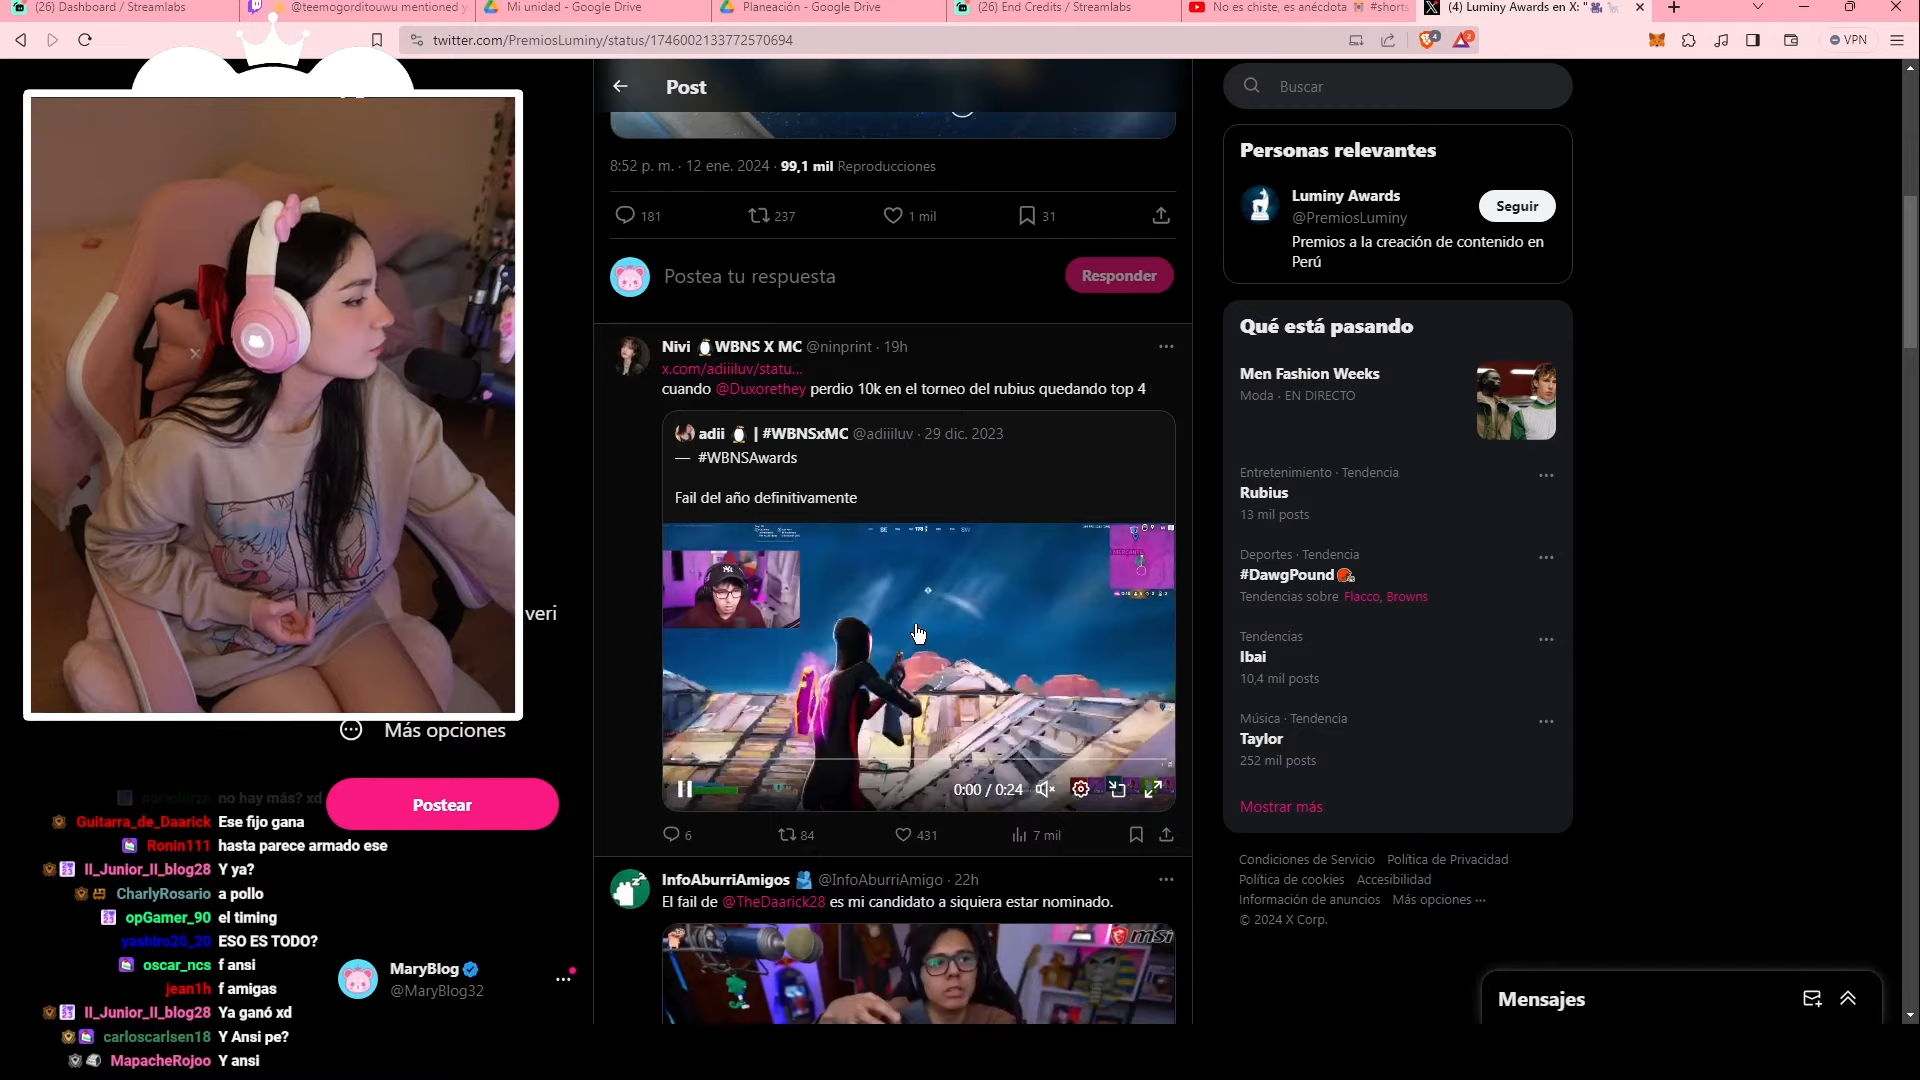 (26) Dashboard / Streamlabs
@teemogorditouwu mentioned y
Mi unidad - Google Drive
Planeación - Google Drive
(26) End Credits / Streamlabs
No es chiste, es anécdota #shorts
(4) Luminy Awards en X: "
twitter.com/PremiosLuminy/status/1746002133772570694
4
2
VPN
Post
8:52 p. m. · 12 ene. 2024 · 99,1 mil Reproducciones
181
237
1 mil
31
Postea tu respuesta
Responder
Nivi WBNS X MC @ninprint · 19h
x.com/adiiiluv/statu...
cuando @Duxorethey perdio 10k en el torneo del rubius quedando top 4
adii | #WBNSxMC @adiiiluv · 29 dic. 2023
— #WBNSAwards
Fail del año definitivamente
0:00 / 0:24
6
84
431
7 mil
InfoAburriAmigos @InfoAburriAmigo · 22h
El fail de @TheDaarick28 es mi candidato a siquiera estar nominado.
msi
Buscar
Personas relevantes
Luminy Awards
@PremiosLuminy
Seguir
Premios a la creación de contenido en
Perú
Qué está pasando
Men Fashion Weeks
Moda · EN DIRECTO
Entretenimiento · Tendencia
Rubius
13 mil posts
Deportes · Tendencia
#DawgPound
Tendencias sobre Flacco, Browns
Tendencias
Ibai
10,4 mil posts
Música · Tendencia
Taylor
252 mil posts
Mostrar más
Condiciones de Servicio Política de Privacidad
Política de cookies Accesibilidad
Información de anuncios Más opciones ···
© 2024 X Corp.
Mensajes
veri
Más opciones
Postear
MaryBlog
@MaryBlog32
no hay más? xd
Guitarra_de_Daarick Ese fijo gana
Ronin111 hasta parece armado ese
II_Junior_II_blog28 Y ya?
CharlyRosario a pollo
opGamer_90 el timing
yashiro20_20 ESO ES TODO?
oscar_ncs f ansi
jean1h f amigas
II_Junior_II_blog28 Ya ganó xd
carloscarlsen18 Y Ansi pe?
MapacheRojoo Y ansi